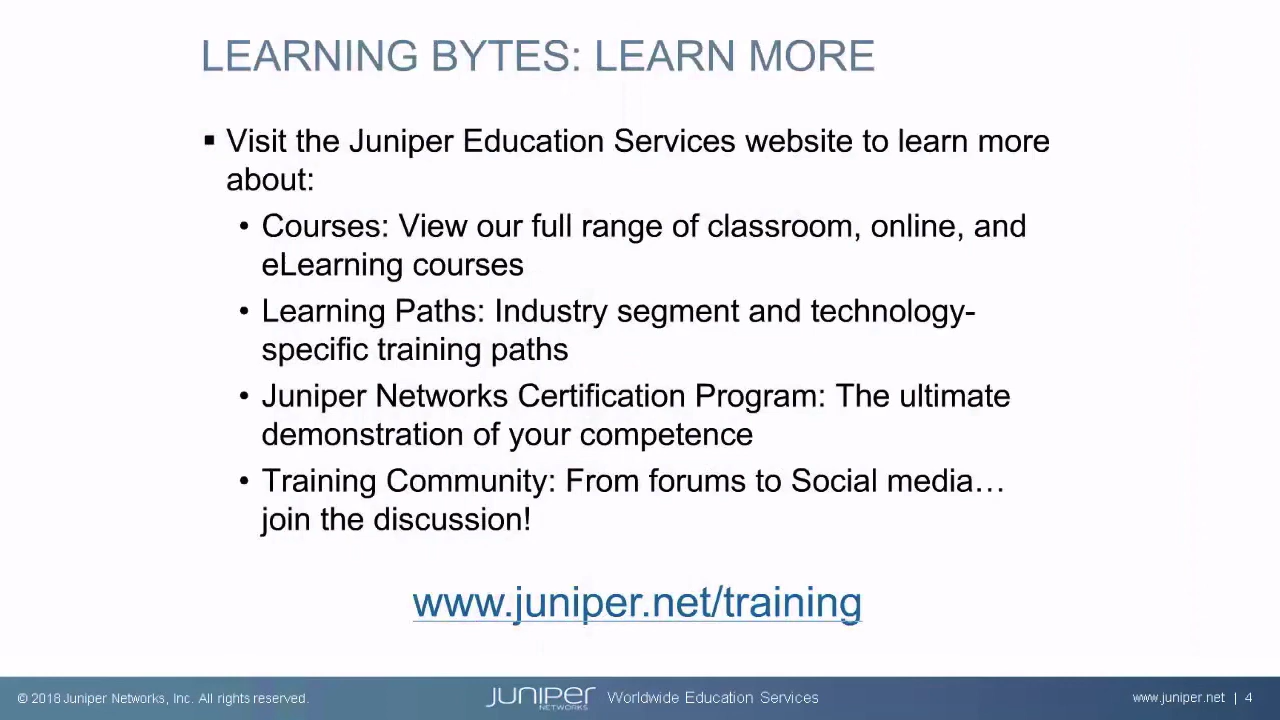 LEARNING BYTES: LEARN MORE
▪ Visit the Juniper Education Services website to learn more
about:
• Courses: View our full range of classroom, online, and
eLearning courses
• Learning Paths: Industry segment and technology-
specific training paths
• Juniper Networks Certification Program: The ultimate
demonstration of your competence
• Training Community: From forums to Social media…
join the discussion!
www.juniper.net/training
© 2018 Juniper Networks, Inc. All rights reserved.
JUNIPER
NETWORKS
Worldwide Education Services
www.juniper.net | 4